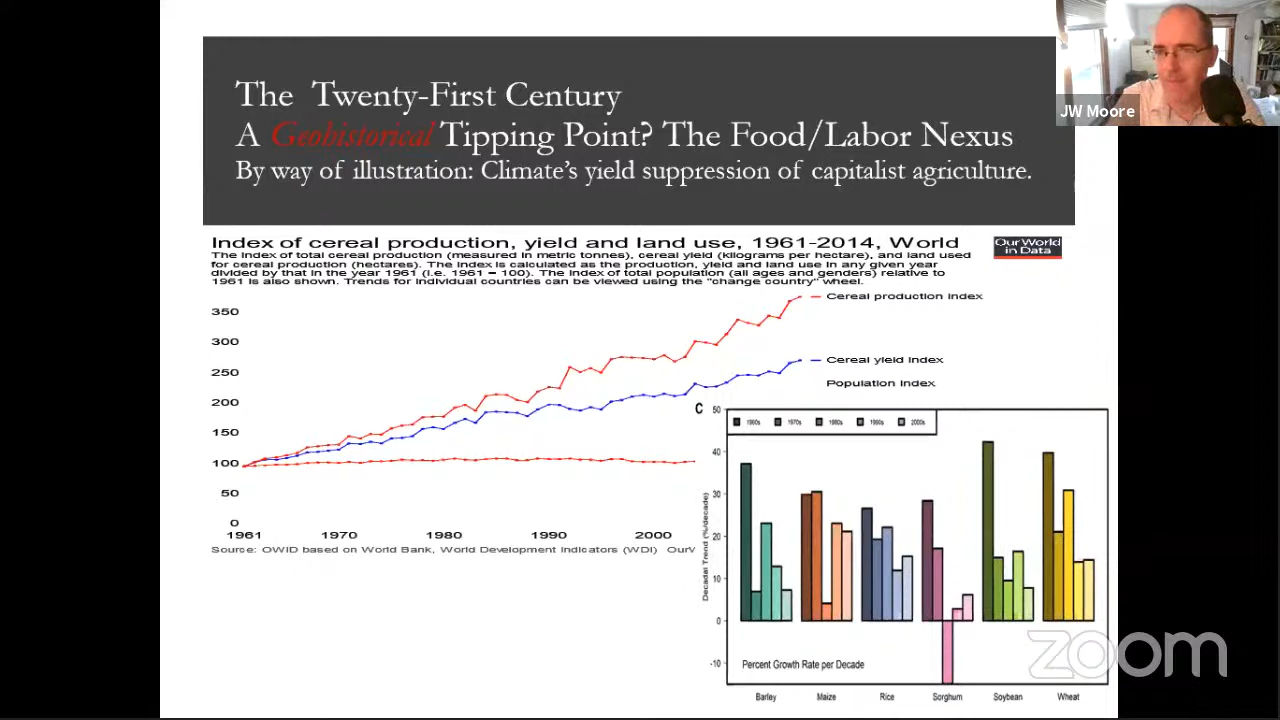 The Twenty-First Century
A Geohistorical Tipping Point? The Food/Labor Nexus
By way of illustration: Climate's yield suppression of capitalist agriculture.
JW Moore
Index of cereal production, yield and land use, 1961-2014, World
Our World
in Data
The index of total cereal production (measured in metric tonnes), cereal yield (kilograms per hectare), and land used
for cereal production (hectares). The index is calculated as the production, yield and land use in any given year
divided by that in the year 1961 (i.e. 1961 = 100). The index of total population (all ages and genders) relative to
1961 is also shown. Trends for individual countries can be viewed using the "change country" wheel.
Cereal production index
Cereal yield index
Population index
350
300
250
200
150
100
50
0
1961 1970 1980 1990 2000
Source: OWID based on World Bank, World Development Indicators (WDI) OurW
C
1960s 1970s 1980s 1990s 2000s
Decadal Trend (%/decade)
50
40
30
20
10
0
-10
Percent Growth Rate per Decade
Barley Maize Rice Sorghum Soybean Wheat
zoom